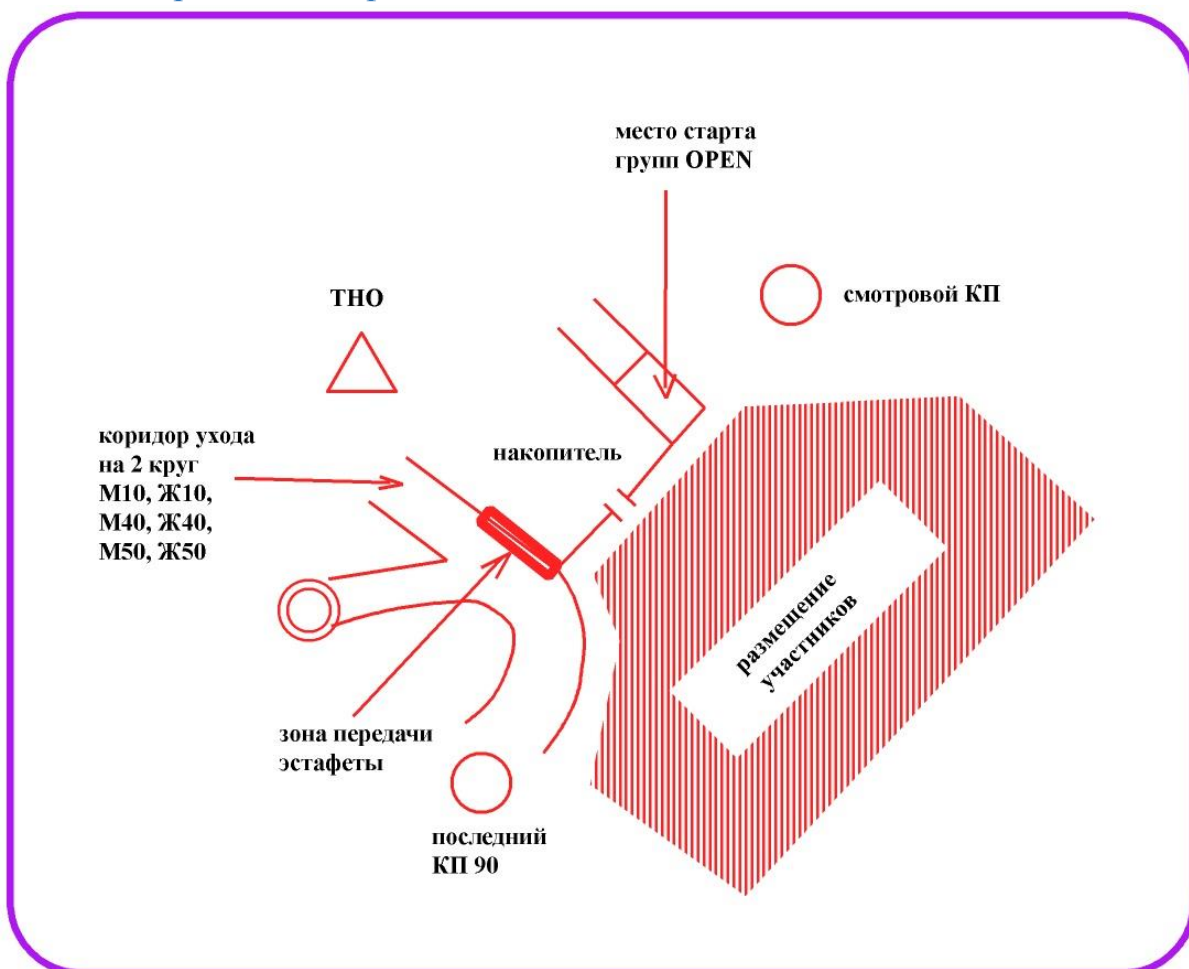 место старта
групп OPEN
смотровой КП
ТНО
коридор ухода
на 2 круг
М10, Ж10,
М40, Ж40,
М50, Ж50
накопитель
размещение
участников
зона передачи
эстафеты
последний
КП 90